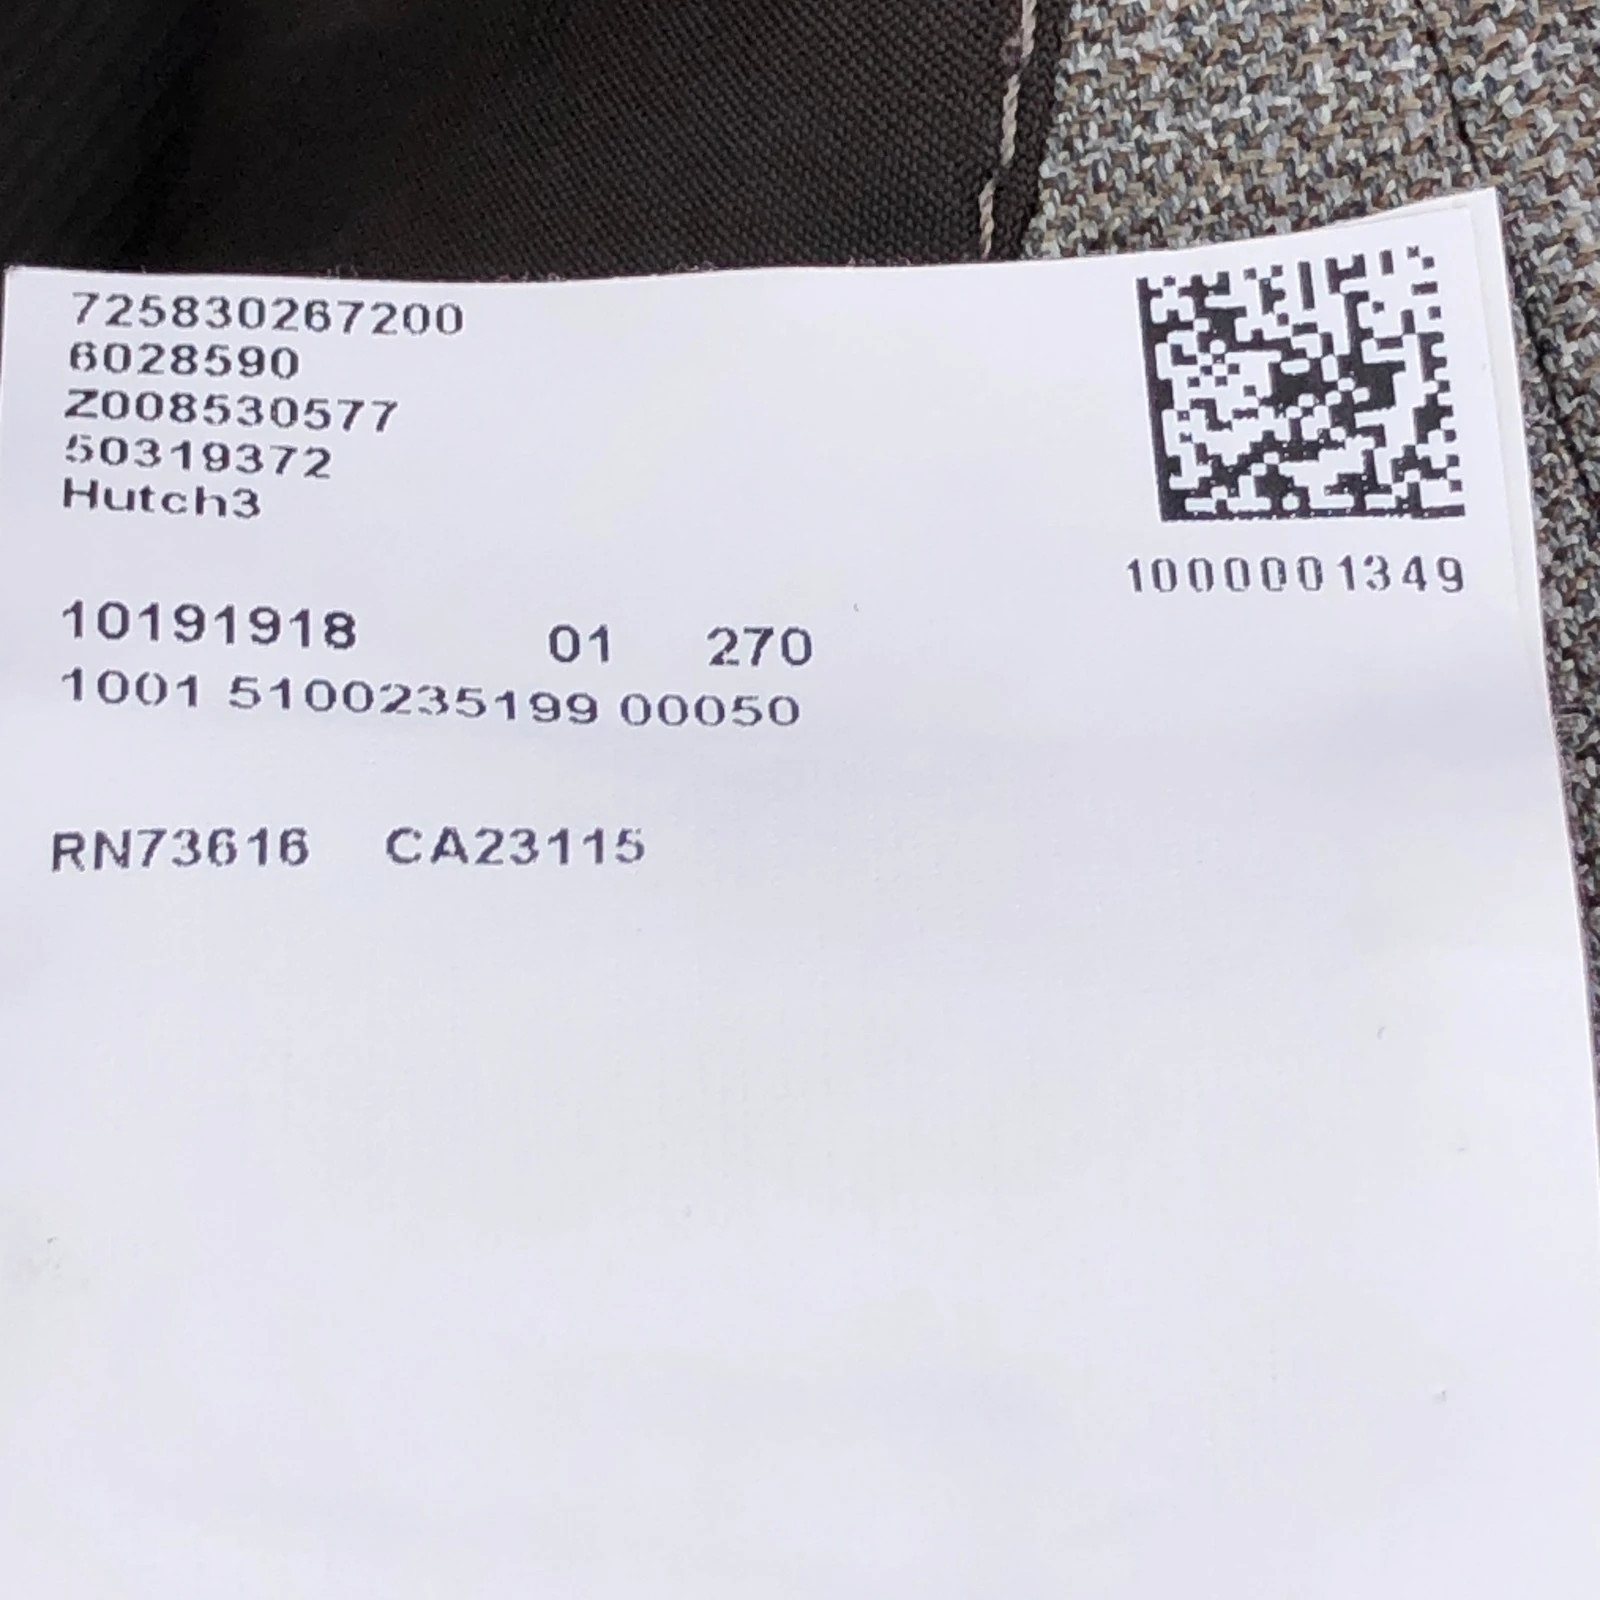 725830267200
6028590
Z008530577
50319372
Hutch3
1000001349
10191918 01 270
1001 5100235199 00050
RN73616 CA23115